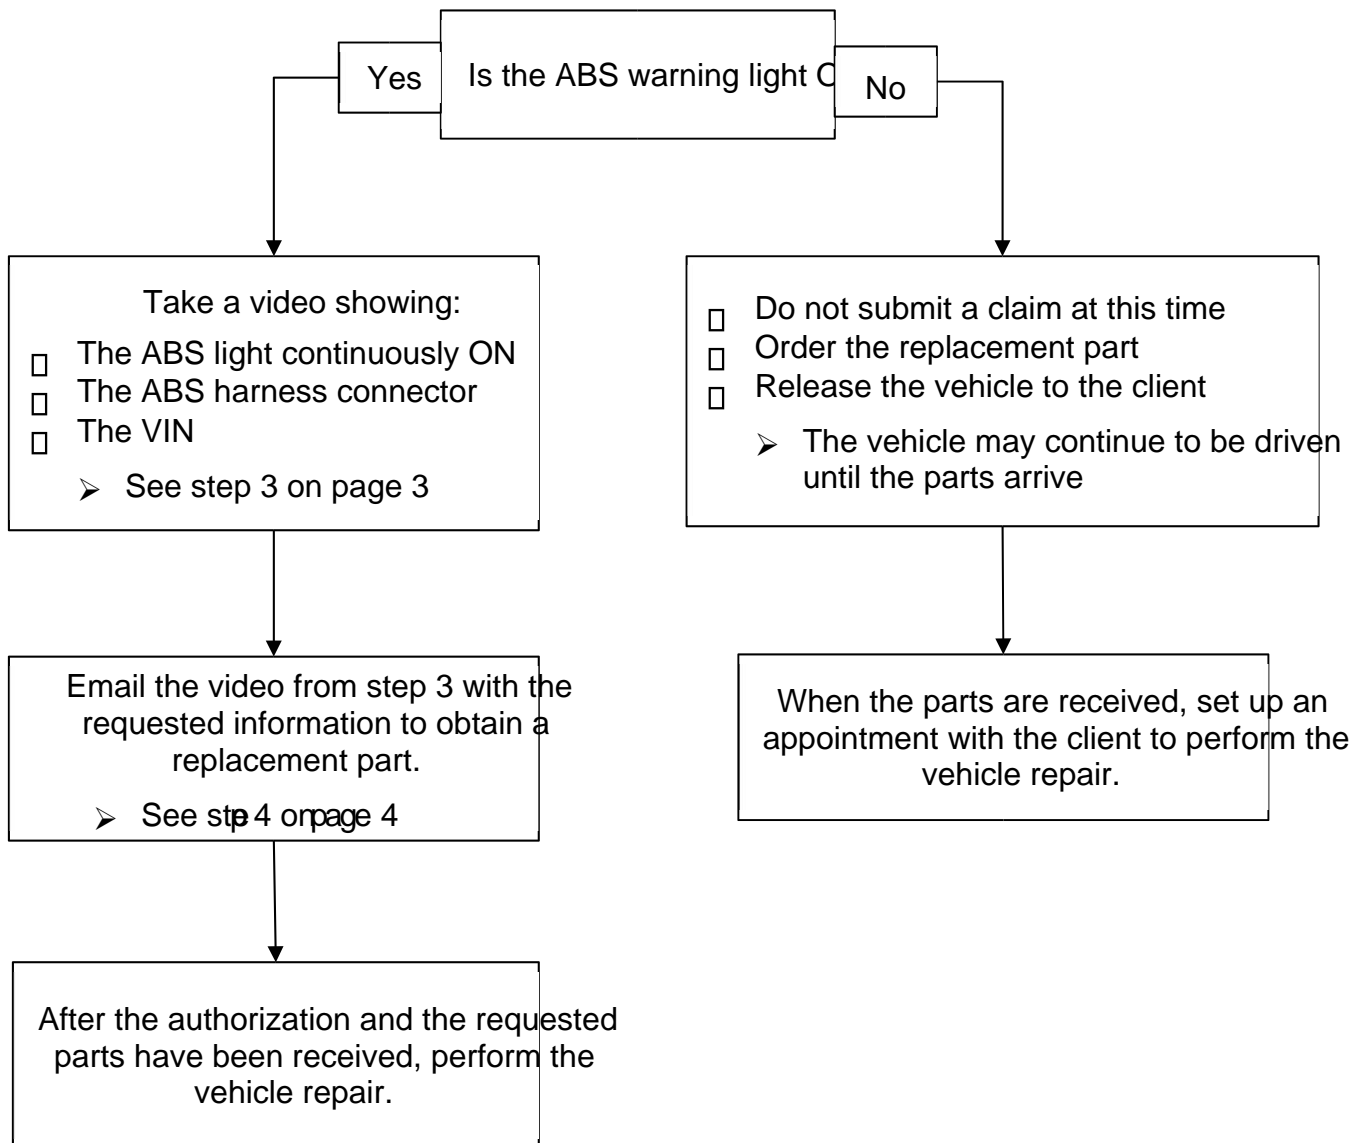 Is the ABS warning light
Yes
No
Take a video showing:
The ABS light continuously ON
The ABS harness connector
The VIN
➢ See step 3 on page 3
Email the video from step 3 with the
requested information to obtain a
replacement part.
➢ See step 4 on page 4
After the authorization and the requested
parts have been received, perform the
vehicle repair.
Do not submit a claim at this time
Order the replacement part
Release the vehicle to the client
➢ The vehicle may continue to be driven
until the parts arrive
When the parts are received, set up an
appointment with the client to perform the
vehicle repair.